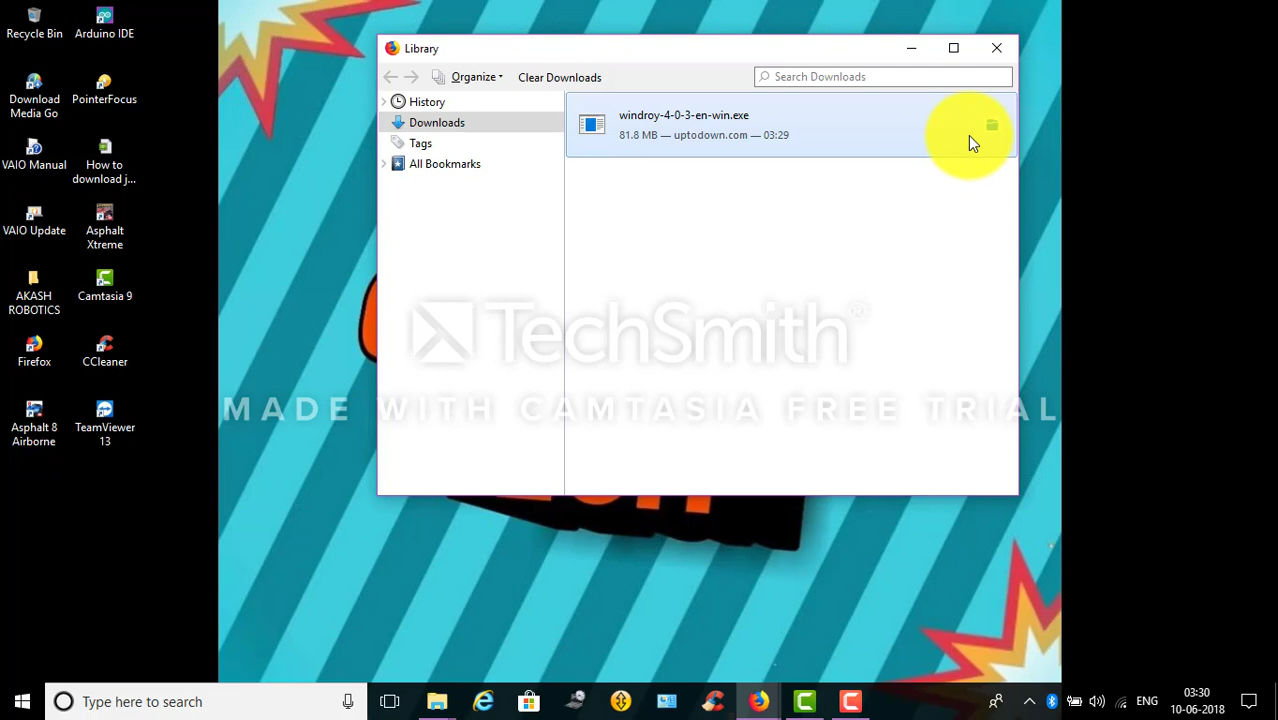 Recycle Bin
Arduino IDE
Download Media Go
PointerFocus
VAIO Manual
How to download j...
VAIO Update
Asphalt Xtreme
AKASH ROBOTICS
Camtasia 9
Firefox
CCleaner
Asphalt 8 Airborne
TeamViewer 13
Library
Organize
Clear Downloads
Search Downloads
History
Downloads
Tags
All Bookmarks
windroy-4-0-3-en-win.exe
81.8 MB — uptodown.com — 03:29
TechSmith®
MADE WITH CAMTASIA FREE TRIAL
Type here to search
ENG
03:30
10-06-2018